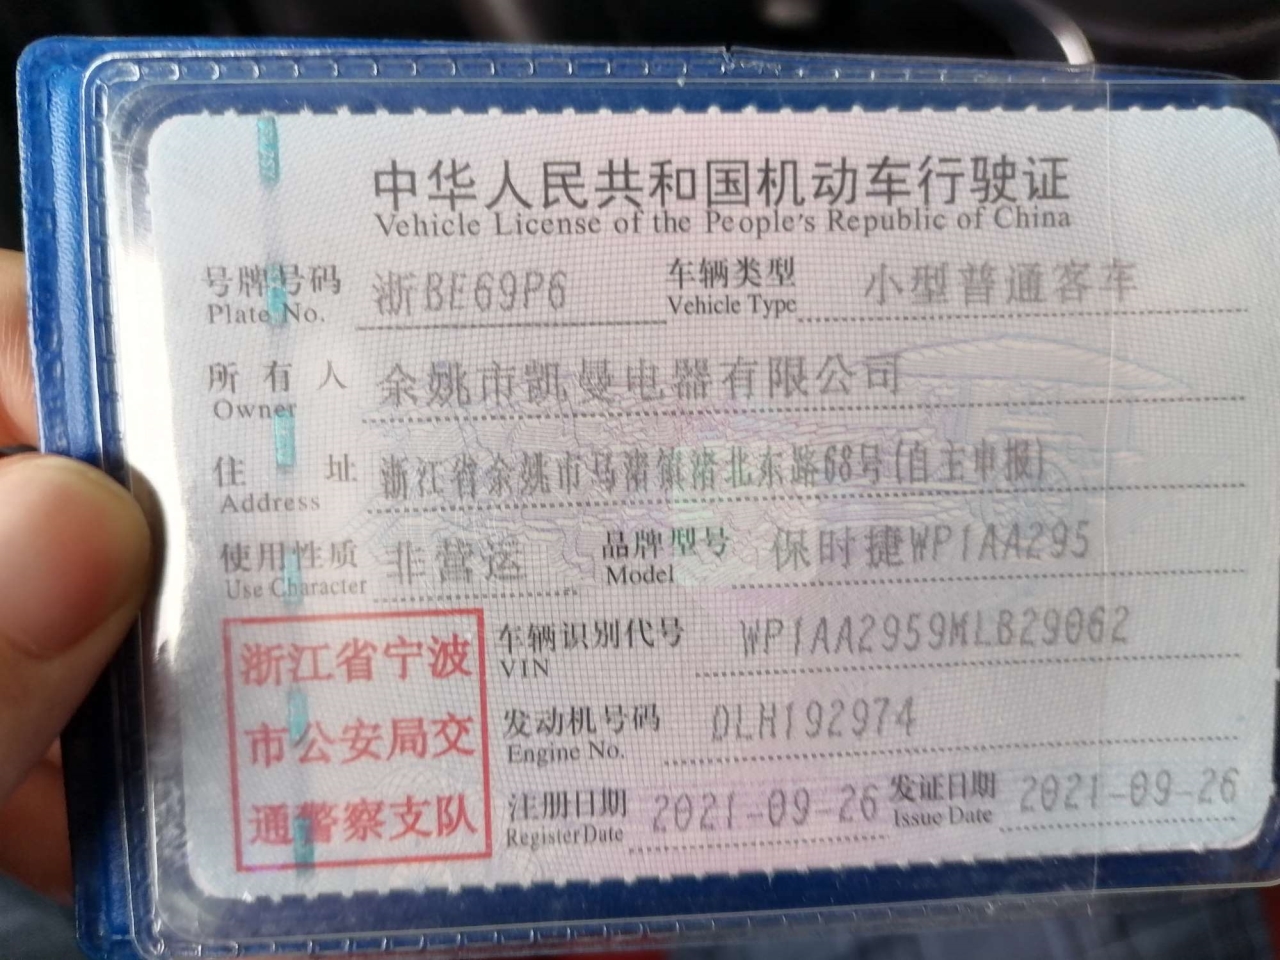 中华人民共和国机动车行驶证
Vehicle License of the People's Republic of China
号牌号码 浙BE69P6 车辆类型 小型普通客车
Plate No. Vehicle Type
所有人 余姚市凯曼电器有限公司
Owner
住址 浙江省余姚市马渚镇渚北东路68号(自主申报)
Address
使用性质 非营运 品牌型号 保时捷WP1AA295
Use Character Model
浙江省宁波
市公安局交
通警察支队
车辆识别代号 WP1AA2959MLB29062
VIN
发动机号码 DLH192974
Engine No.
注册日期 2021-09-26 发证日期 2021-09-26
Register Date Issue Date